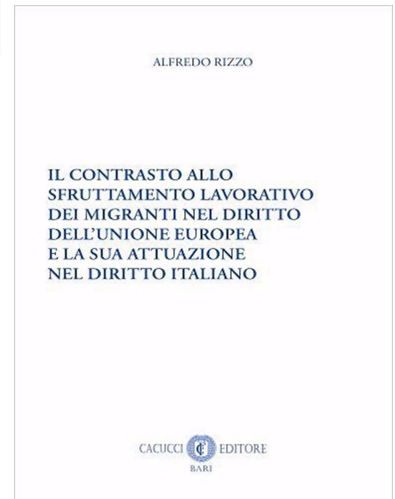 ALFREDO RIZZO
IL CONTRASTO ALLO
SFRUTTAMENTO LAVORATIVO
DEI MIGRANTI NEL DIRITTO
DELL'UNIONE EUROPEA
E LA SUA ATTUAZIONE
NEL DIRITTO ITALIANO
CACUCCI EDITORE
BARI